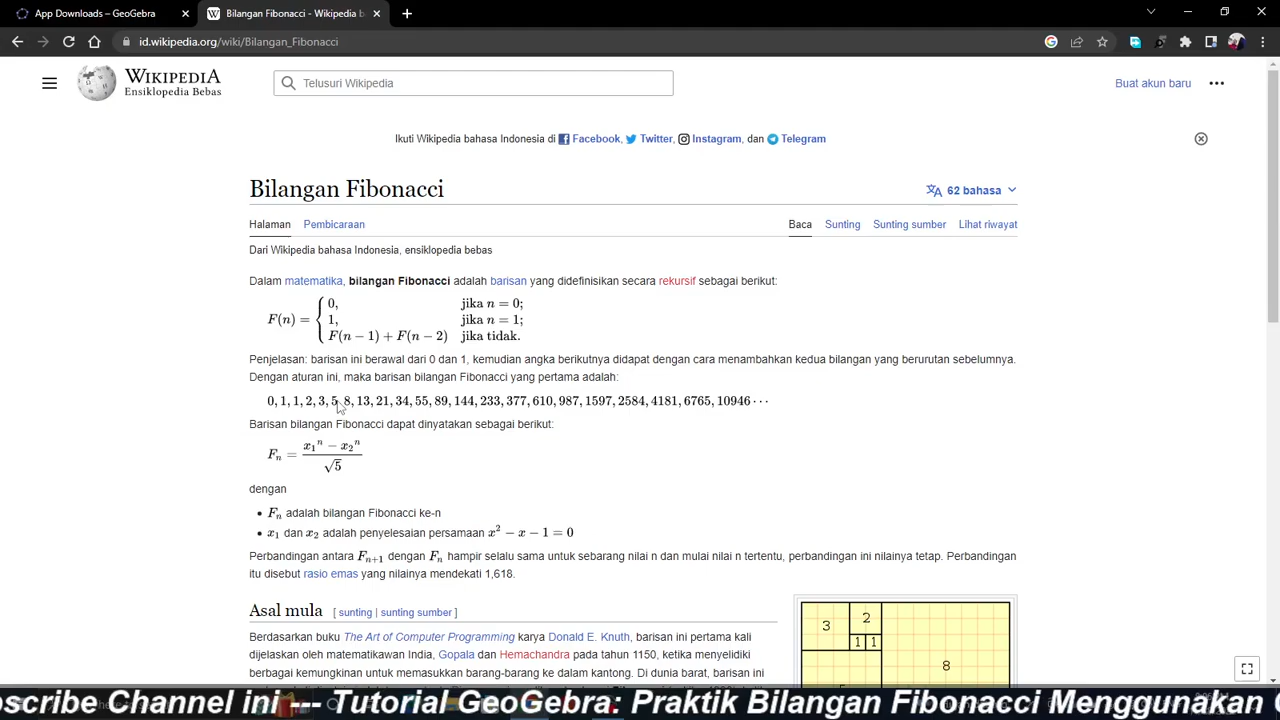 App Downloads – GeoGebra
Bilangan Fibonacci - Wikipedia b
id.wikipedia.org/wiki/Bilangan_Fibonacci
WIKIPEDIA
Ensiklopedia Bebas
Telusuri Wikipedia
Buat akun baru
Ikuti Wikipedia bahasa Indonesia di Facebook, Twitter, Instagram, dan Telegram
Bilangan Fibonacci
62 bahasa
Halaman Pembicaraan Baca Sunting Sunting sumber Lihat riwayat
Dari Wikipedia bahasa Indonesia, ensiklopedia bebas
Dalam matematika, bilangan Fibonacci adalah barisan yang didefinisikan secara rekursif sebagai berikut:
0, jika n = 0;
F(n) = { 1, jika n = 1;
F(n − 1) + F(n − 2) jika tidak.
Penjelasan: barisan ini berawal dari 0 dan 1, kemudian angka berikutnya didapat dengan cara menambahkan kedua bilangan yang berurutan sebelumnya.
Dengan aturan ini, maka barisan bilangan Fibonacci yang pertama adalah:
0, 1, 1, 2, 3, 5, 8, 13, 21, 34, 55, 89, 144, 233, 377, 610, 987, 1597, 2584, 4181, 6765, 10946 ⋯
Barisan bilangan Fibonacci dapat dinyatakan sebagai berikut:
Fₙ = (x₁ⁿ − x₂ⁿ) / √5
dengan
• Fₙ adalah bilangan Fibonacci ke-n
• x₁ dan x₂ adalah penyelesaian persamaan x² − x − 1 = 0
Perbandingan antara Fₙ₊₁ dengan Fₙ hampir selalu sama untuk sebarang nilai n dan mulai nilai n tertentu, perbandingan ini nilainya tetap. Perbandingan
itu disebut rasio emas yang nilainya mendekati 1,618.
Asal mula [ sunting | sunting sumber ]
Berdasarkan buku The Art of Computer Programming karya Donald E. Knuth, barisan ini pertama kali
dijelaskan oleh matematikawan India, Gopala dan Hemachandra pada tahun 1150, ketika menyelidiki
berbagai kemungkinan untuk memasukkan barang-barang ke dalam kantong. Di dunia barat, barisan ini
3
2
1 1
8
scribe Channel ini --- Tutorial GeoGebra: Praktik Bilangan Fibonacci Menggunakan